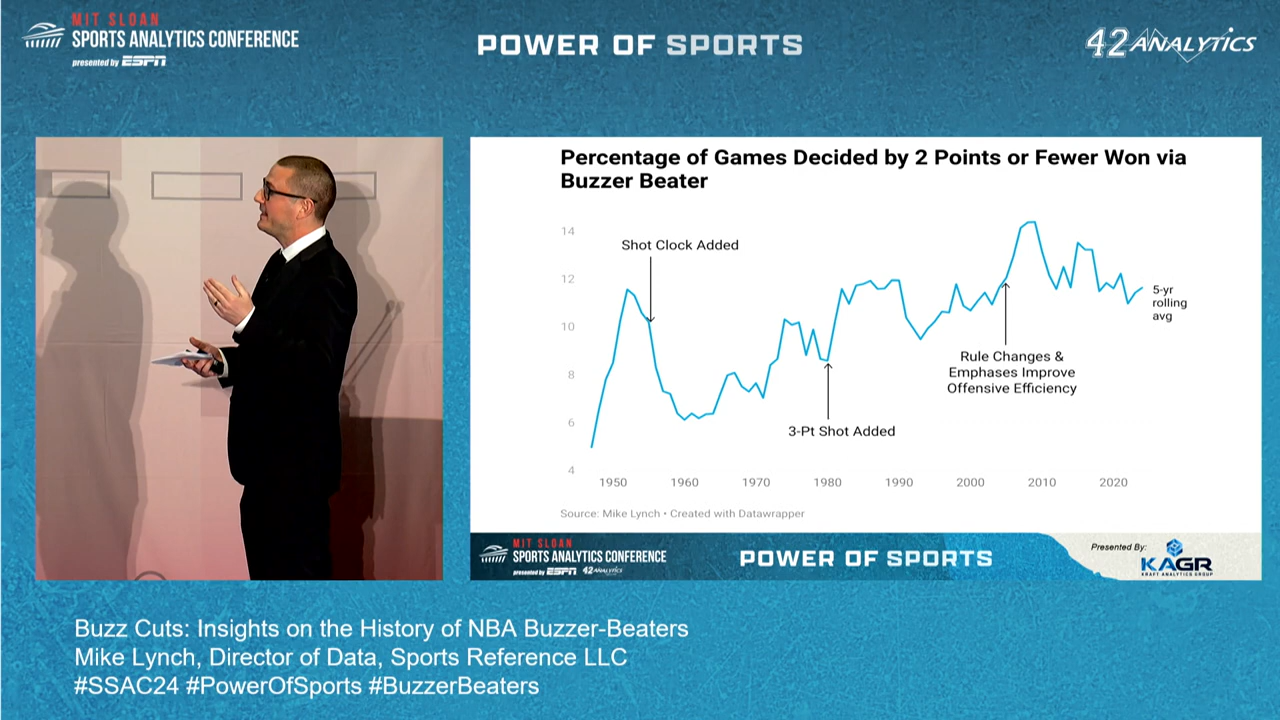 MIT SLOAN
SPORTS ANALYTICS CONFERENCE
presented by ESPN
POWER OF SPORTS
42 ANALYTICS
Percentage of Games Decided by 2 Points or Fewer Won via
Buzzer Beater
14
12
10
8
6
4
Shot Clock Added
3-Pt Shot Added
Rule Changes &
Emphases Improve
Offensive Efficiency
5-yr
rolling
avg
1950 1960 1970 1980 1990 2000 2010 2020
Source: Mike Lynch • Created with Datawrapper
MIT SLOAN
SPORTS ANALYTICS CONFERENCE
presented by ESPN 42 ANALYTICS
POWER OF SPORTS
Presented By:
KAGR
KRAFT ANALYTICS GROUP
Buzz Cuts: Insights on the History of NBA Buzzer-Beaters
Mike Lynch, Director of Data, Sports Reference LLC
#SSAC24 #PowerOfSports #BuzzerBeaters